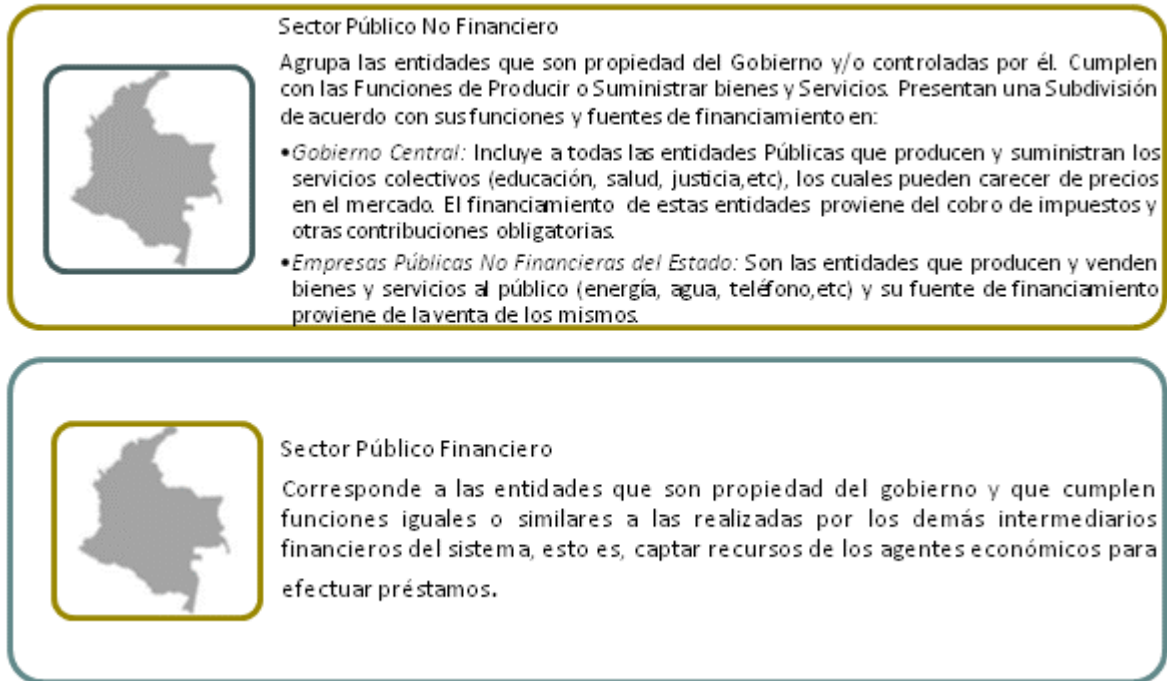 Sector Público No Financiero
Agrupa las entidades que son propiedad del Gobierno y/o controladas por él. Cumplen
con las Funciones de Producir o Suministrar bienes y Servicios. Presentan una Subdivisión
de acuerdo con sus funciones y fuentes de financiamiento en:
•Gobierno Central: Incluye a todas las entidades Públicas que producen y suministran los
servicios colectivos (educación, salud, justicia,etc), los cuales pueden carecer de precios
en el mercado. El financiamiento de estas entidades proviene del cobro de impuestos y
otras contribuciones obligatorias.
•Empresas Públicas No Financieras del Estado: Son las entidades que producen y venden
bienes y servicios al público (energía, agua, teléfono,etc) y su fuente de financiamiento
proviene de la venta de los mismos.
Sector Público Financiero
Corresponde a las entidades que son propiedad del gobierno y que cumplen
funciones iguales o similares a las realizadas por los demás intermediarios
financieros del sistema, esto es, captar recursos de los agentes económicos para
efectuar préstamos.